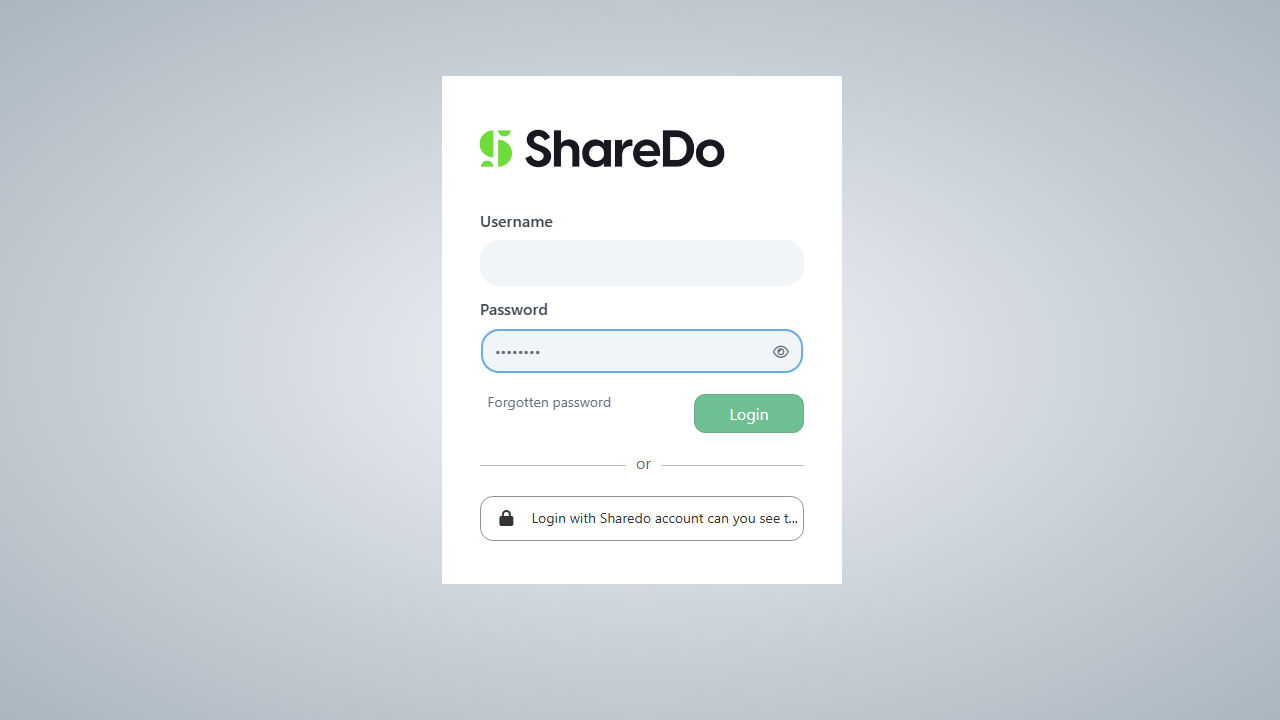 ShareDo
Username
Password
••••••••
Forgotten password
Login
or
Login with Sharedo account can you see t...